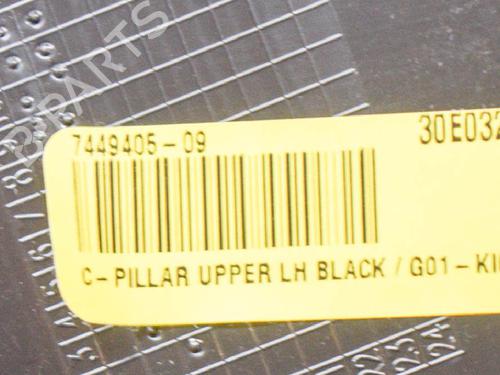 B-PARTS
7449405-09
30E032
C-PILLAR UPPER LH BLACK / G01-KI